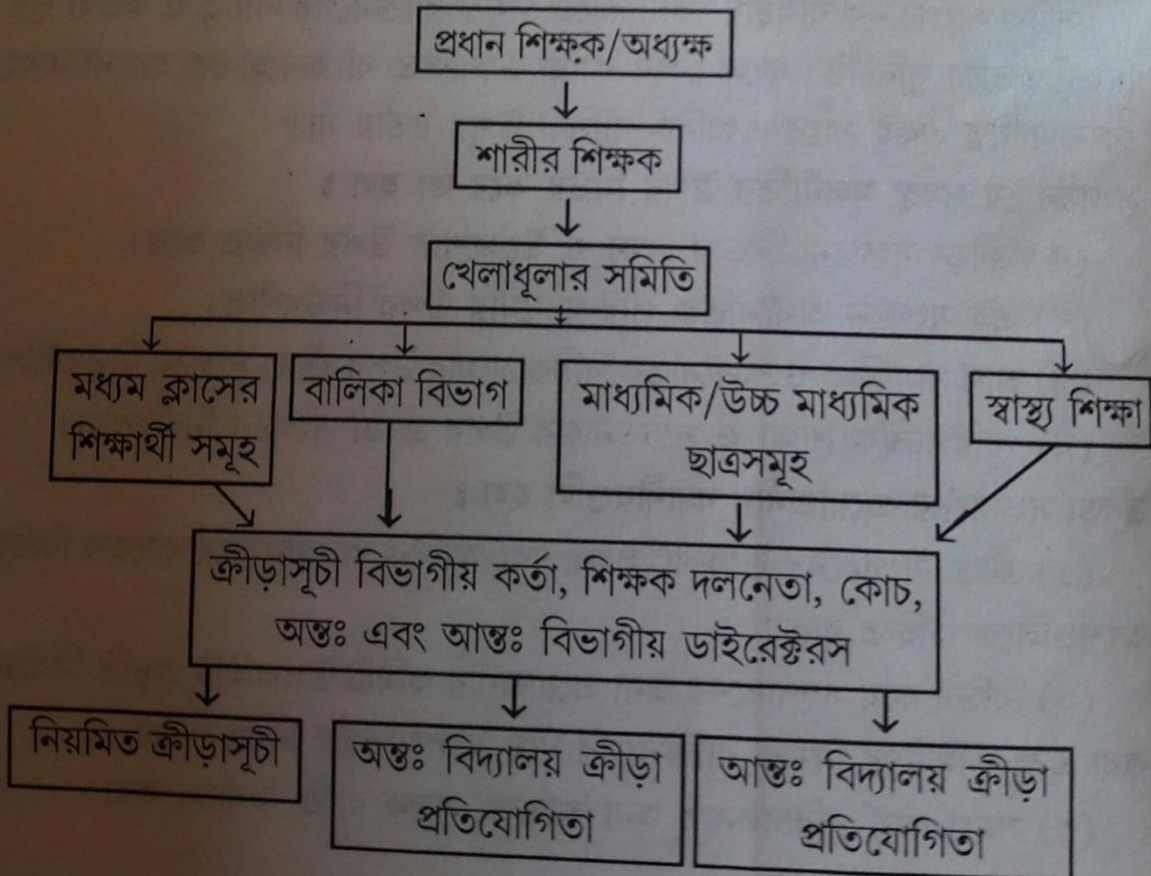 প্রধান শিক্ষক/অধ্যক্ষ
শারীর শিক্ষক
খেলাধূলার সমিতি
মধ্যম ক্লাসের
শিক্ষার্থী সমূহ
বালিকা বিভাগ
মাধ্যমিক/উচ্চ মাধ্যমিক
ছাত্রসমূহ
স্বাস্থ্য শিক্ষা
ক্রীড়াসূচী বিভাগীয় কর্তা, শিক্ষক দলনেতা, কোচ,
অন্তঃ এবং আন্তঃ বিভাগীয় ডাইরেক্টরস
নিয়মিত ক্রীড়াসূচী
অন্তঃ বিদ্যালয় ক্রীড়া
প্রতিযোগিতা
আন্তঃ বিদ্যালয় ক্রীড়া
প্রতিযোগিতা